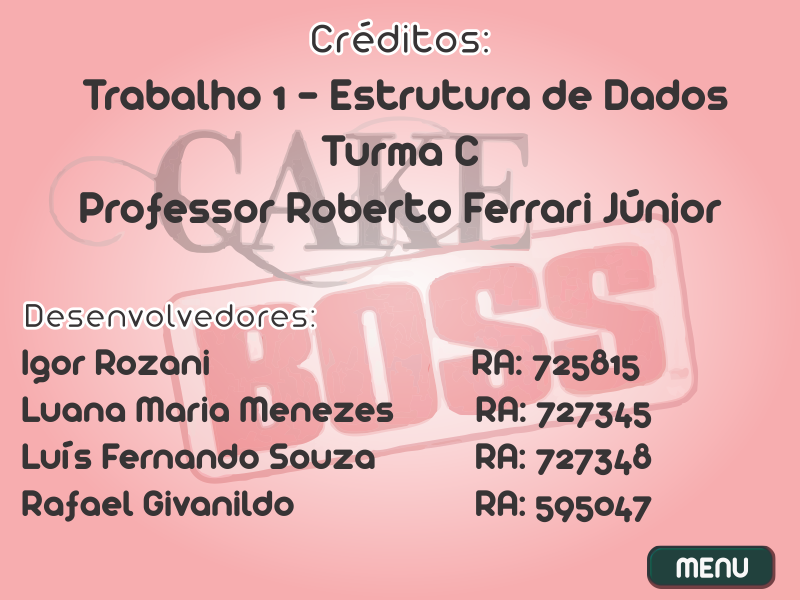 Créditos:
Trabalho 1 - Estrutura de Dados
Turma C
Professor Roberto Ferrari Júnior
CAKE
BOSS
Desenvolvedores:
Igor Rozani RA: 725815
Luana Maria Menezes RA: 727345
Luís Fernando Souza RA: 727348
Rafael Givanildo RA: 595047
MENU